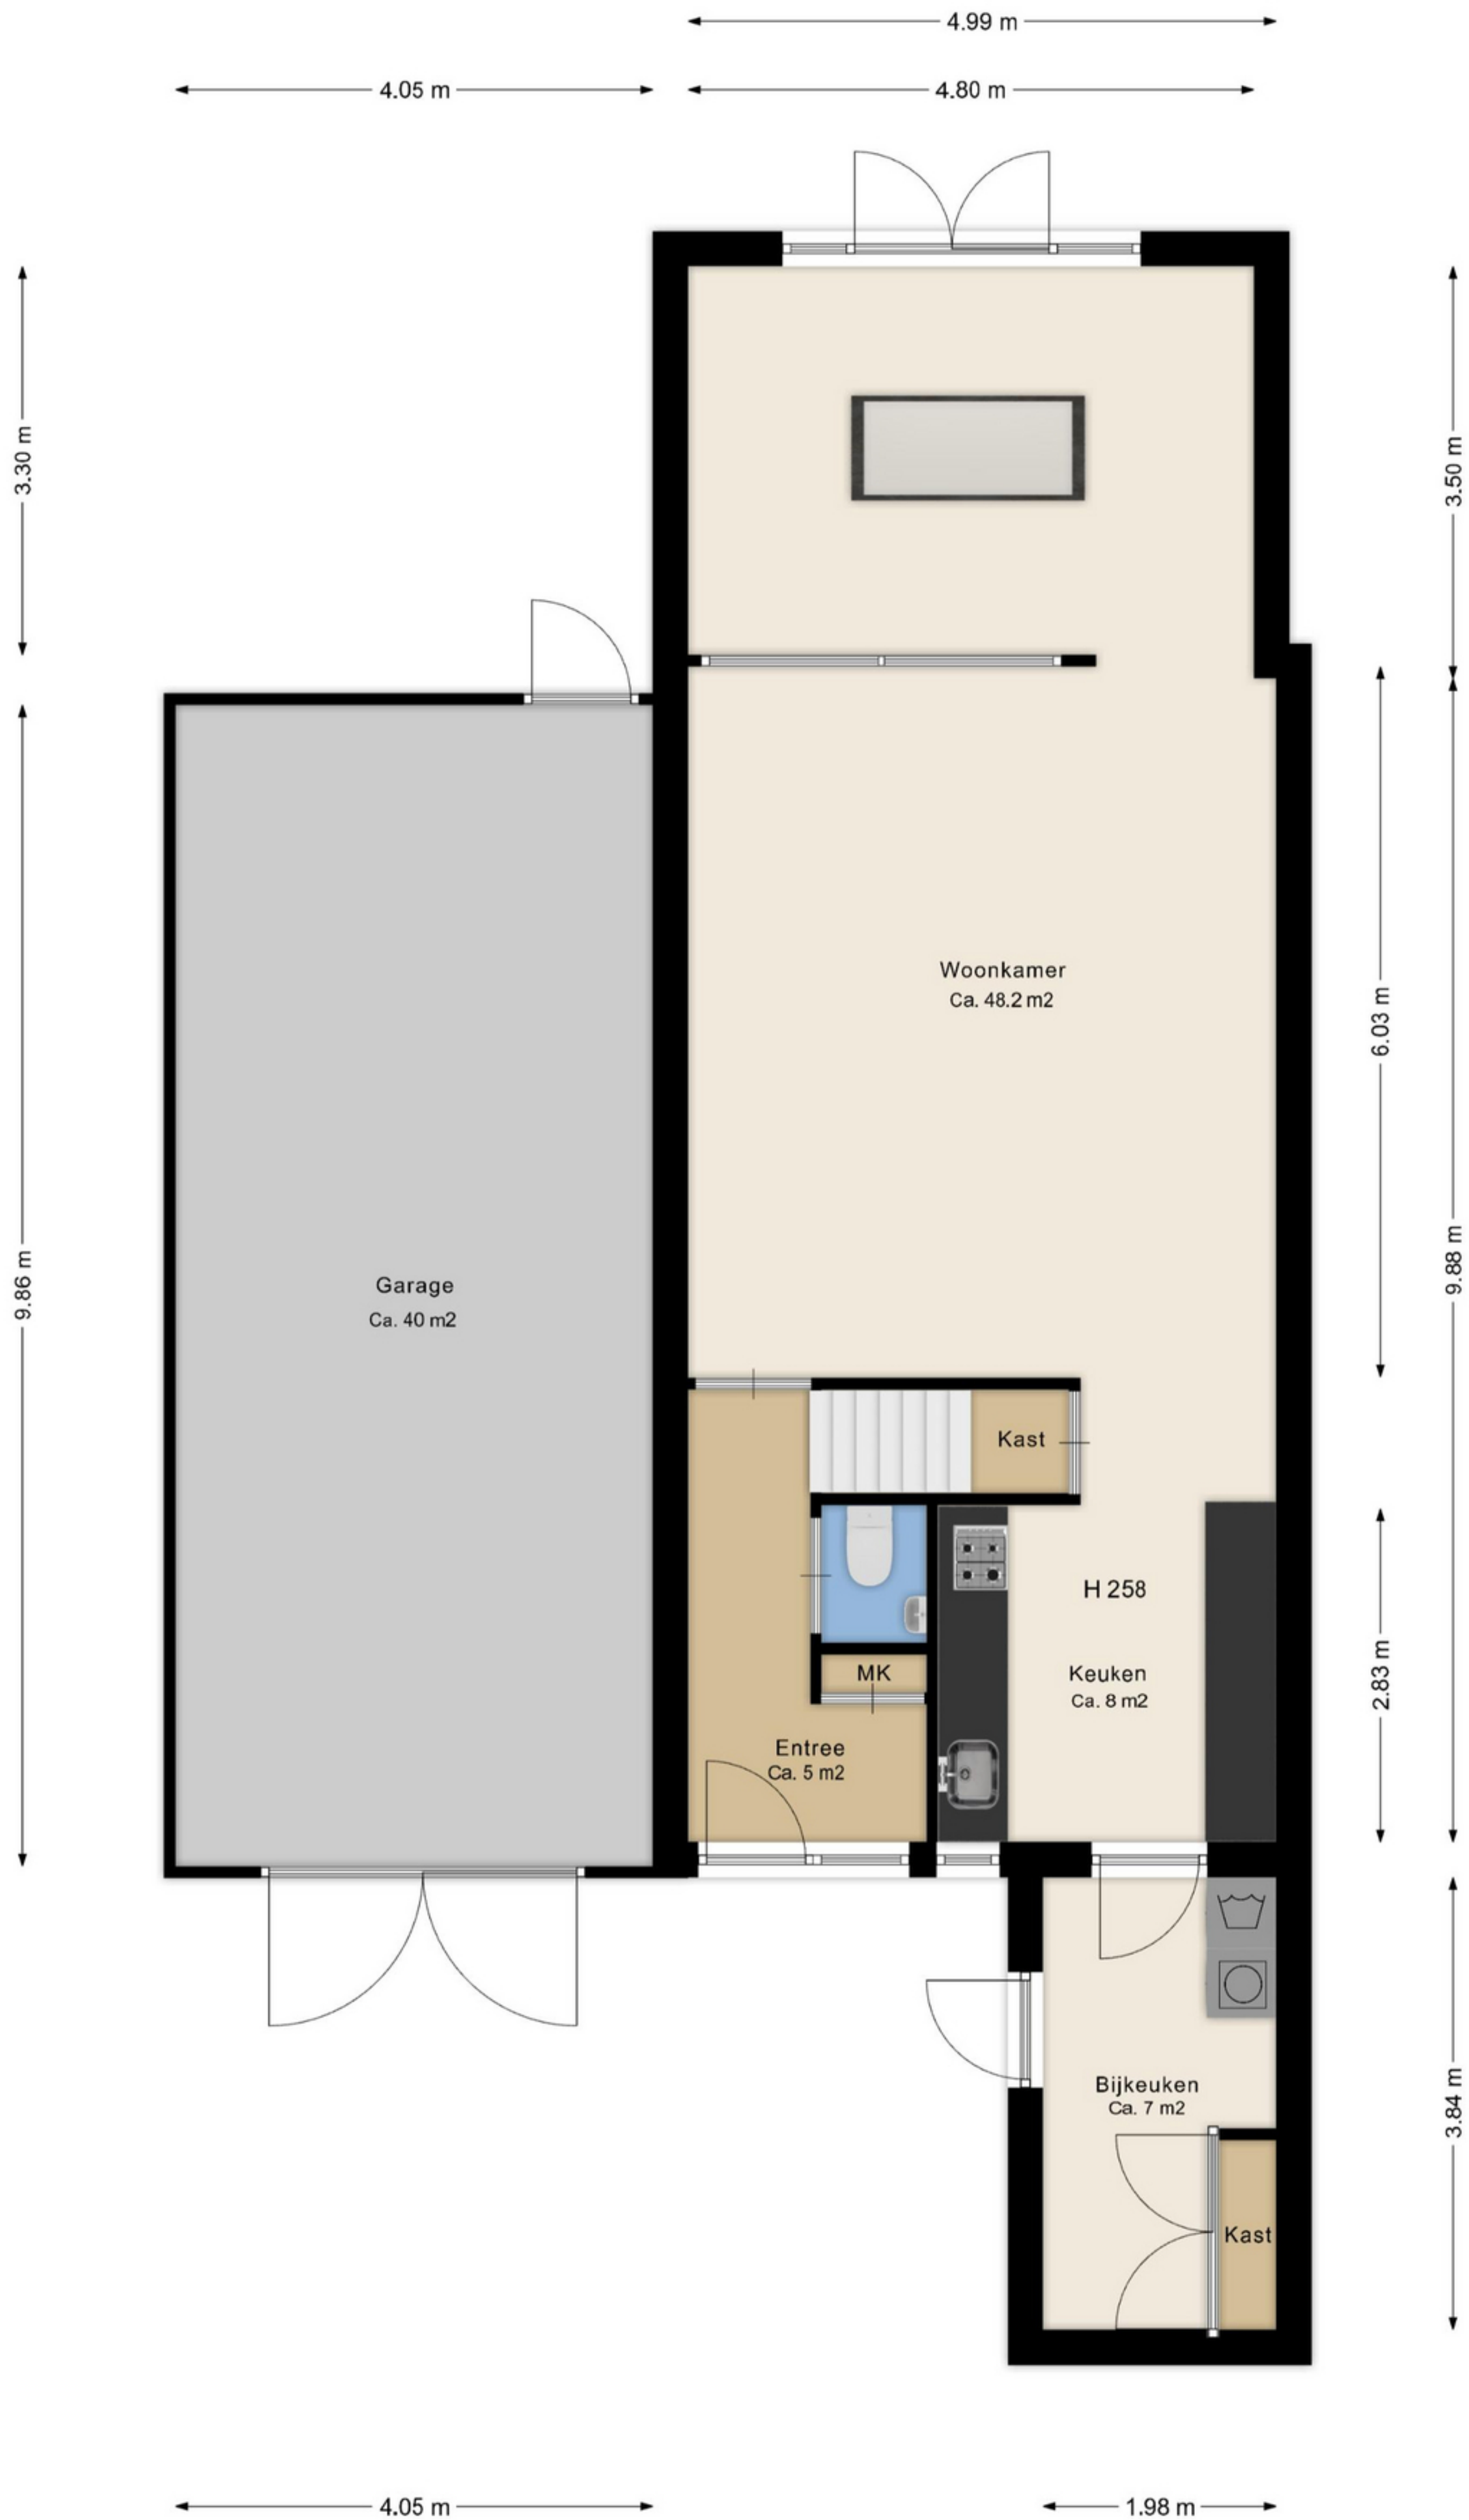 4.99 m
4.05 m
4.80 m
3.30 m
3.50 m
Woonkamer
Ca. 48.2 m2
6.03 m
9.86 m
9.88 m
Garage
Ca. 40 m2
Kast
H 258
Keuken
Ca. 8 m2
MK
2.83 m
Entree
Ca. 5 m2
Bijkeuken
Ca. 7 m2
3.84 m
Kast
4.05 m
1.98 m